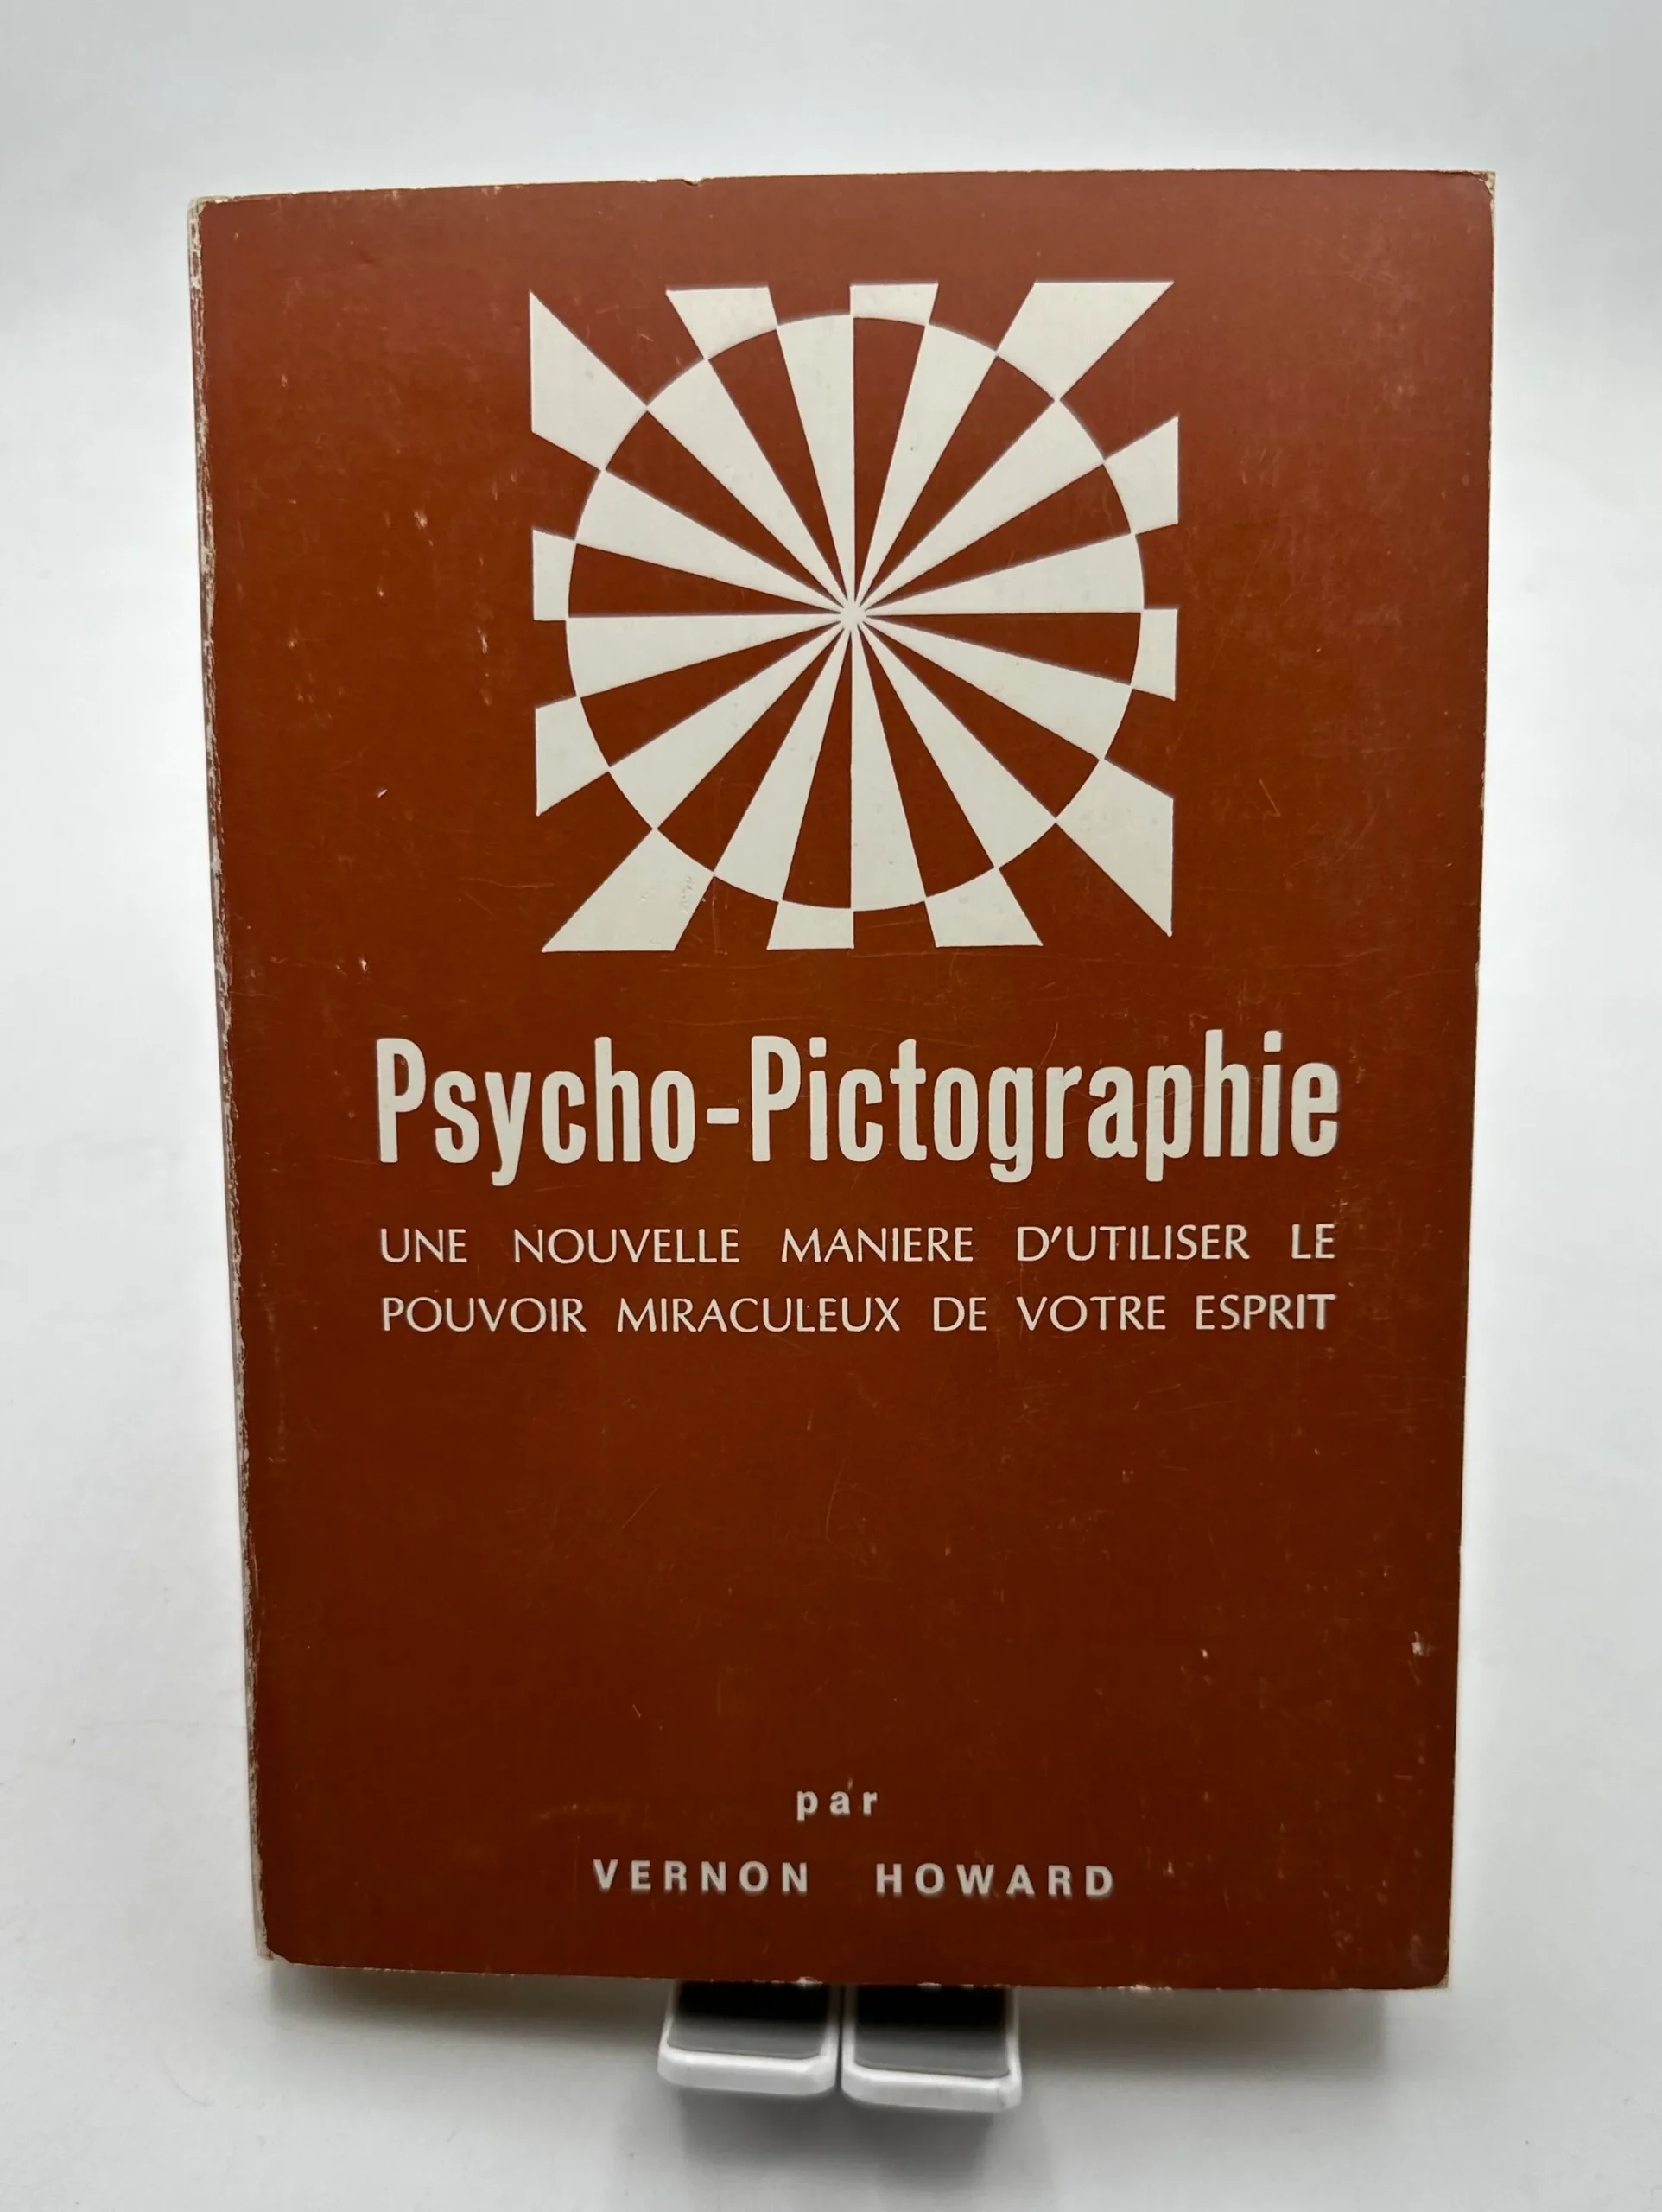 Psycho-Pictographie
UNE NOUVELLE MANIERE D'UTILISER LE
POUVOIR MIRACULEUX DE VOTRE ESPRIT
par
VERNON HOWARD